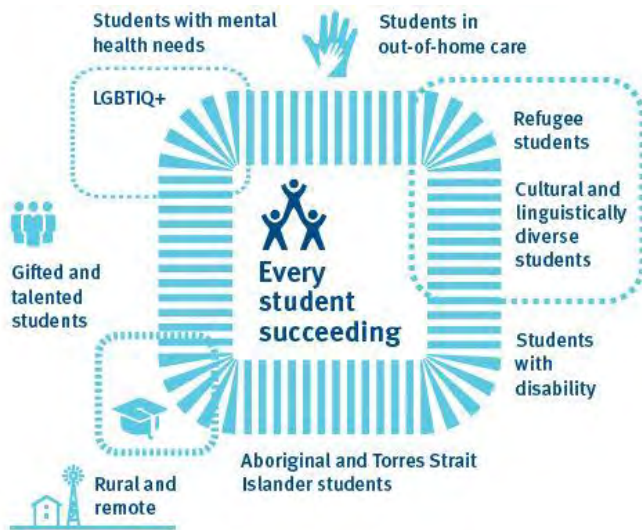 Students with mental
health needs
Students in
out-of-home care
LGBTIQ+
Refugee
students
Cultural and
linguistically
diverse
students
Gifted and
talented
students
Every
student
succeeding
Students
with
disability
Aboriginal and Torres Strait
Islander students
Rural and
remote